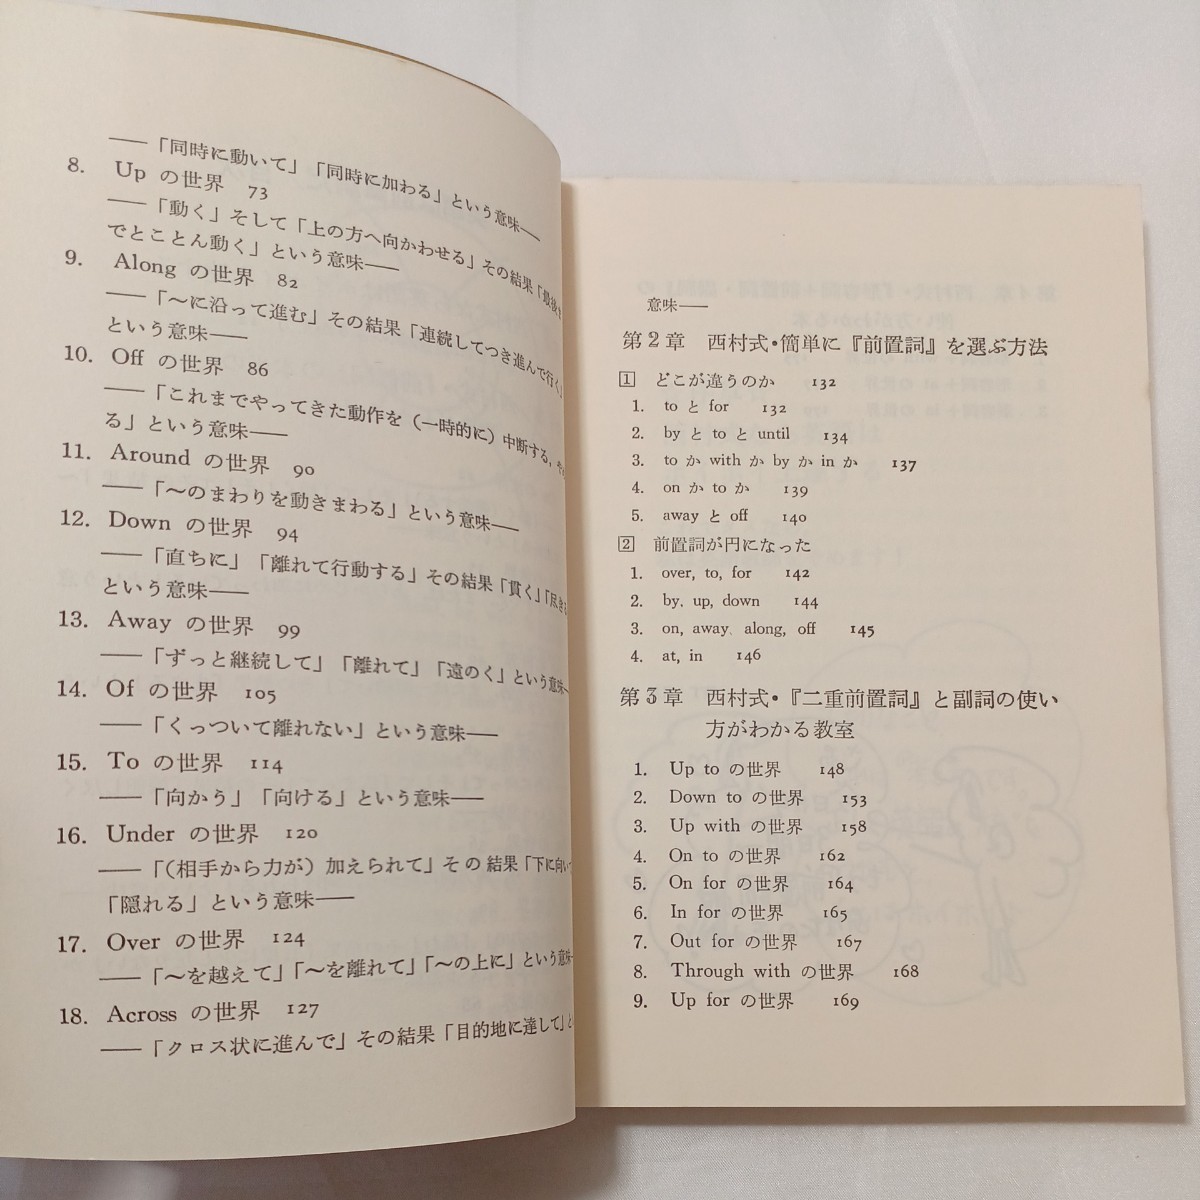 ——「同時に動いて」「同時に加わる」という意味——
8. Up の世界 73
——「動く」そして「上の方へ向かわせる」その結果「最後ま
でとことん動く」という意味——
9. Along の世界 82
——「～に沿って進む」その結果「連続してつき進んで行く」
という意味——
10. Off の世界 86
——「これまでやってきた動作を（一時的に）中断する，や
る」という意味——
11. Around の世界 90
——「～のまわりを動きまわる」という意味——
12. Down の世界 94
——「直ちに」「離れて行動する」その結果「貫く」「尽きる
という意味——
13. Away の世界 99
——「ずっと継続して」「離れて」「遠のく」という意味—
14. Of の世界 105
——「くっついて離れない」という意味——
15. To の世界 114
——「向かう」「向ける」という意味——
16. Under の世界 120
——「（相手から力が）加えられて」その結果「下に向い
「隠れる」という意味——
17. Over の世界 124
——「～を越えて」「～を離れて」「～の上に」という意味—
18. Across の世界 127
——「クロス状に進んで」その結果「目的地に達して」と
意味——
第2章 西村式・簡単に『前置詞』を選ぶ方法
1 どこが違うのか 132
1. to と for 132
2. by と to と until 134
3. to か with か by か in か 137
4. on か to か 139
5. away と off 140
2 前置詞が円になった
1. over, to, for 142
2. by, up, down 144
3. on, away, along, off 145
4. at, in 146
第3章 西村式・『二重前置詞』と副詞の使い
方がわかる教室
1. Up to の世界 148
2. Down to の世界 153
3. Up with の世界 158
4. On to の世界 162
5. On for の世界 164
6. In for の世界 165
7. Out for の世界 167
8. Through with の世界 168
9. Up for の世界 169